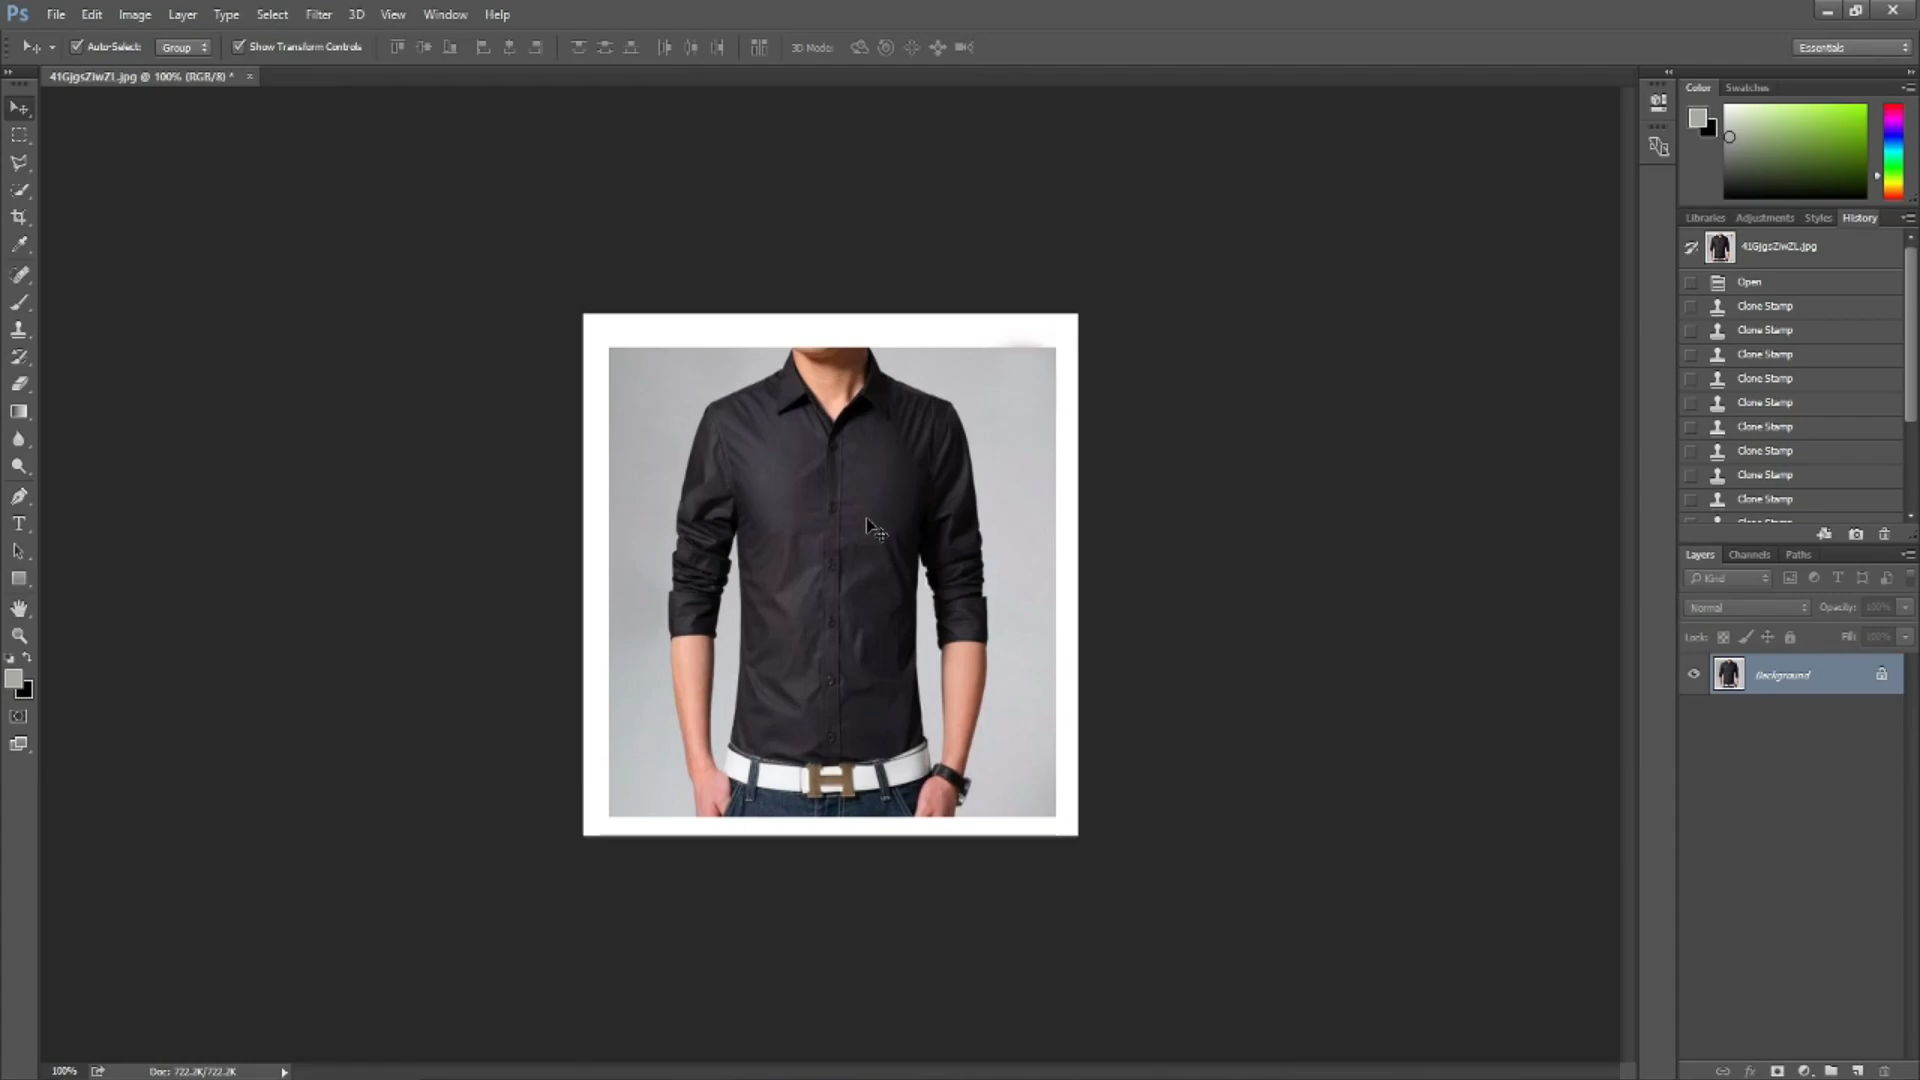 Ps File Edit Image Layer Type Select Filter 3D View Window Help
Auto-Select: Group Show Transform Controls 3D Mode: Essentials
41GjgsZIwZL.jpg @ 100% (RGB/8) * ×
Color Swatches
Libraries Adjustments Styles History
41GjgsZIwZL.jpg
Open
Clone Stamp
Clone Stamp
Clone Stamp
Clone Stamp
Clone Stamp
Clone Stamp
Clone Stamp
Clone Stamp
Clone Stamp
Layers Channels Paths
Kind
Normal Opacity: 100%
Lock: Fill: 100%
Background
100% Doc: 722.2K/722.2K